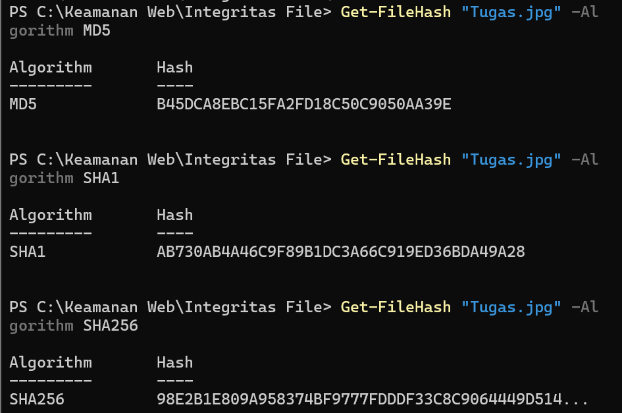 PS C:\Keamanan Web\Integritas File> Get-FileHash "Tugas.jpg" -Al
gorithm MD5
Algorithm Hash
--------- ----
MD5 B45DCA8EBC15FA2FD18C50C9050AA39E
PS C:\Keamanan Web\Integritas File> Get-FileHash "Tugas.jpg" -Al
gorithm SHA1
Algorithm Hash
--------- ----
SHA1 AB730AB4A46C9F89B1DC3A66C919ED36BDA49A28
PS C:\Keamanan Web\Integritas File> Get-FileHash "Tugas.jpg" -Al
gorithm SHA256
Algorithm Hash
--------- ----
SHA256 98E2B1E809A958374BF9777FDDDF33C8C9064449D514...